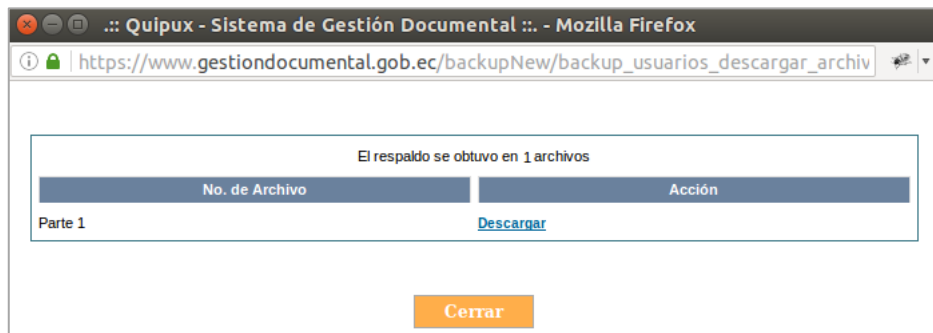 .:: Quipux - Sistema de Gestión Documental ::. - Mozilla Firefox
https://www.gestiondocumental.gob.ec/backupNew/backup_usuarios_descargar_archiv
El respaldo se obtuvo en 1 archivos
No. de Archivo Acción
Parte 1 Descargar
Cerrar